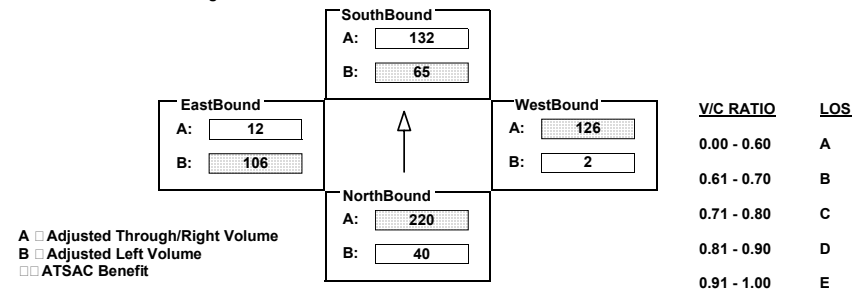 SouthBound
A: 132
B: 65
EastBound
A: 12
B: 106
WestBound
A: 126
B: 2
NorthBound
A: 220
B: 40
A □ Adjusted Through/Right Volume
B □ Adjusted Left Volume
□□ ATSAC Benefit
V/C RATIO LOS
0.00 - 0.60 A
0.61 - 0.70 B
0.71 - 0.80 C
0.81 - 0.90 D
0.91 - 1.00 E